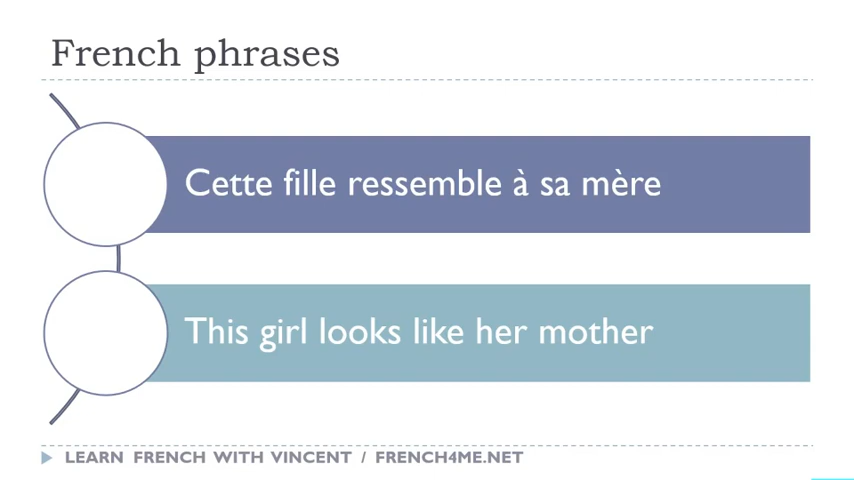 French phrases
Cette fille ressemble à sa mère
This girl looks like her mother
LEARN FRENCH WITH VINCENT / FRENCH4ME.NET